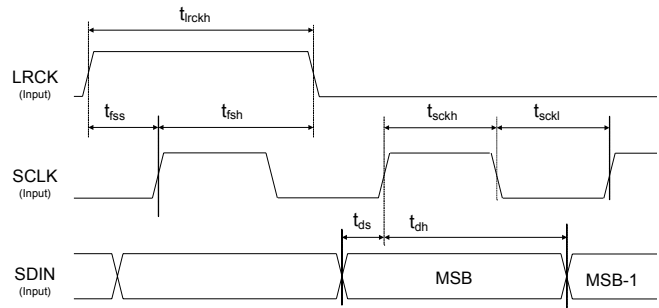 t_lrckh
LRCK
(Input)
t_fss
t_fsh
t_sckh
t_sckl
SCLK
(Input)
t_ds
t_dh
SDIN
(Input)
MSB
MSB-1